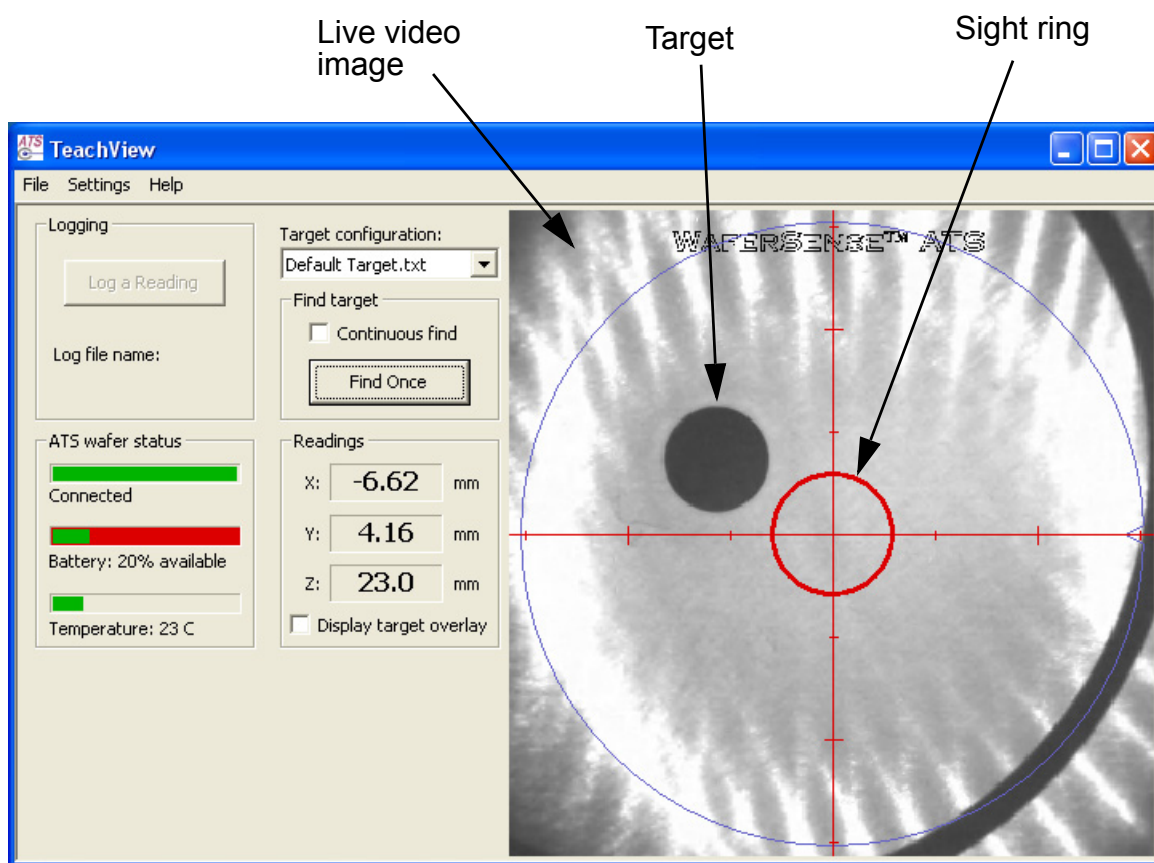 Live video
image
Target
Sight ring
ATS
TeachView
File Settings Help
Logging
Log a Reading
Log file name:
Target configuration:
Default Target.txt
Find target
Continuous find
Find Once
ATS wafer status
Connected
Battery: 20% available
Temperature: 23 C
Readings
X: -6.62 mm
Y: 4.16 mm
Z: 23.0 mm
Display target overlay
WAFERSENSE™ ATS